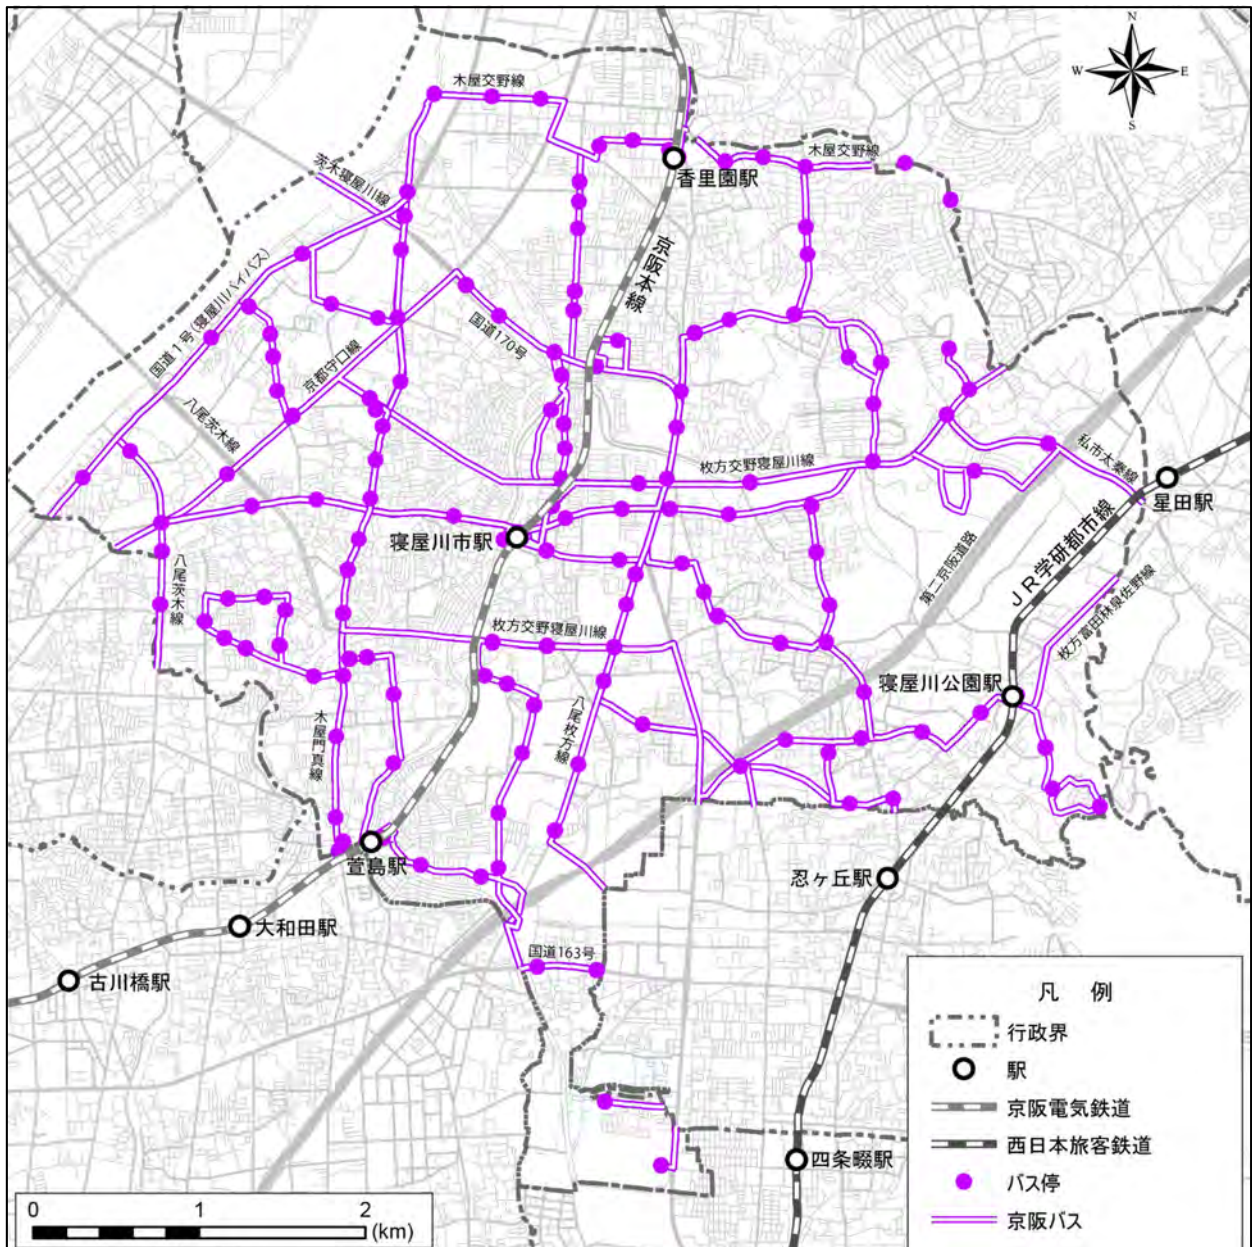 N
W
E
S
木屋交野線
木屋交野線
香里園駅
茨木寝屋川線
京阪本線
国道1号(寝屋川バイパス)
国道170号
京都守口線
八尾茨木線
枚方交野寝屋川線
私市太秦線
星田駅
寝屋川市駅
第二京阪道路
JR学研都市線
八尾茨木線
枚方富田林泉佐野線
枚方交野寝屋川線
寝屋川公園駅
木屋門真線
八尾枚方線
萱島駅
忍ヶ丘駅
大和田駅
国道163号
古川橋駅
四条畷駅
凡 例
行政界
駅
京阪電気鉄道
西日本旅客鉄道
バス停
京阪バス
0 1 2
(km)